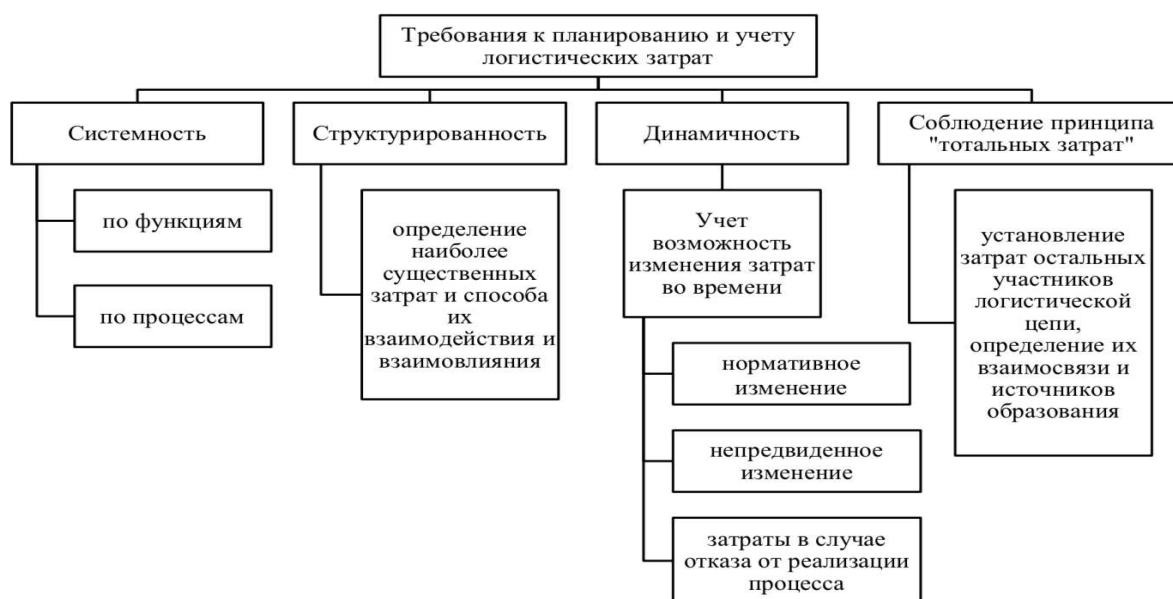 Требования к планированию и учету
логистических затрат
Системность
Структурированность
Динамичность
Соблюдение принципа
"тотальных затрат"
по функциям
по процессам
определение
наиболее
существенных
затрат и способа
их
взаимодействия и
взаимовлияния
Учет
возможность
изменения затрат
во времени
нормативное
изменение
непредвиденное
изменение
затраты в случае
отказа от реализации
процесса
установление
затрат остальных
участников
логистической
цепи,
определение их
взаимосвязи и
источников
образования